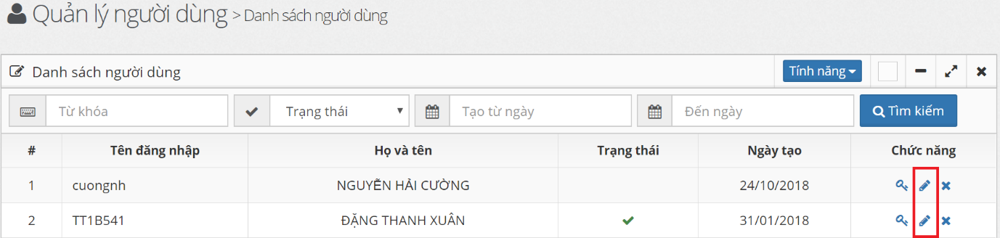 Quản lý người dùng > Danh sách người dùng
Danh sách người dùng Tính năng
Từ khóa Trạng thái Tạo từ ngày Đến ngày Tìm kiếm
# Tên đăng nhập Họ và tên Trạng thái Ngày tạo Chức năng
1 cuongnh NGUYỄN HẢI CƯỜNG 24/10/2018
2 TT1B541 ĐẶNG THANH XUÂN 31/01/2018